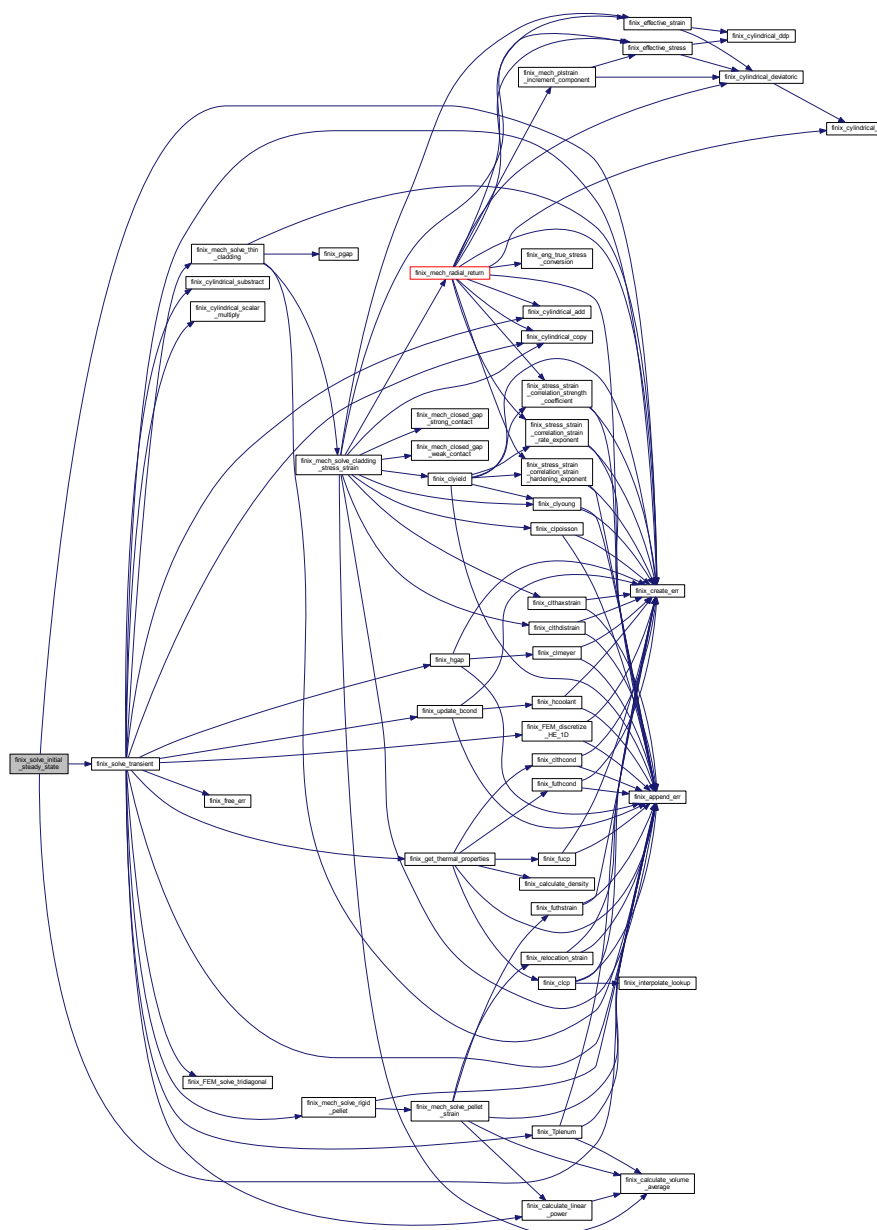 finix_effective_strain
finix_cylindrical_ddp
finix_effective_stress
finix_mech_plstrain
_increment_component
finix_cylindrical_deviatoric
finix_cylindrical_
finix_mech_solve_thin
_cladding
finix_pgap
finix_eng_true_stress
_conversion
finix_mech_radial_return
finix_cylindrical_substract
finix_cylindrical_scalar
_multiply
finix_cylindrical_add
finix_cylindrical_copy
finix_stress_strain
_correlation_strength
_coefficient
finix_mech_closed_gap
_strong_contact
finix_stress_strain
_correlation_strain
_rate_exponent
finix_mech_closed_gap
_weak_contact
finix_mech_solve_cladding
_stress_strain
finix_stress_strain
_correlation_strain
_hardening_exponent
finix_clyield
finix_clyoung
finix_clpoisson
finix_create_err
finix_clthaxstrain
finix_clthdistrain
finix_clmeyer
finix_hgap
finix_hcoolant
finix_update_bcond
finix_FEM_discretize
_HE_1D
finix_solve_initial
_steady_state
finix_solve_transient
finix_clthcond
finix_futhcond
finix_free_err
finix_append_err
finix_get_thermal_properties
finix_fucp
finix_calculate_density
finix_futhstrain
finix_relocation_strain
finix_clcp
finix_interpolate_lookup
finix_FEM_solve_tridiagonal
finix_mech_solve_rigid
_pellet
finix_mech_solve_pellet
_strain
finix_Tplenum
finix_calculate_volume
_average
finix_calculate_linear
_power